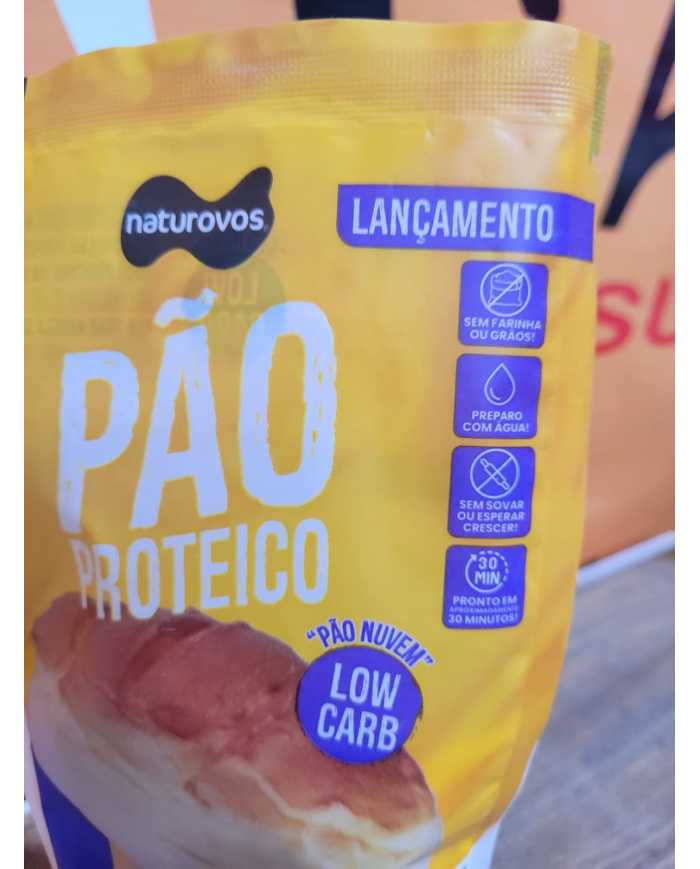 naturovos
LANÇAMENTO
PÃO
PROTEICO
SEM FARINHA
OU GRÃOS!
PREPARO
COM ÁGUA!
SEM SOVAR
OU ESPERAR
CRESCER!
30
MIN
PRONTO EM
APROXIMADAMENTE
30 MINUTOS!
"PÃO NUVEM"
LOW
CARB
SU